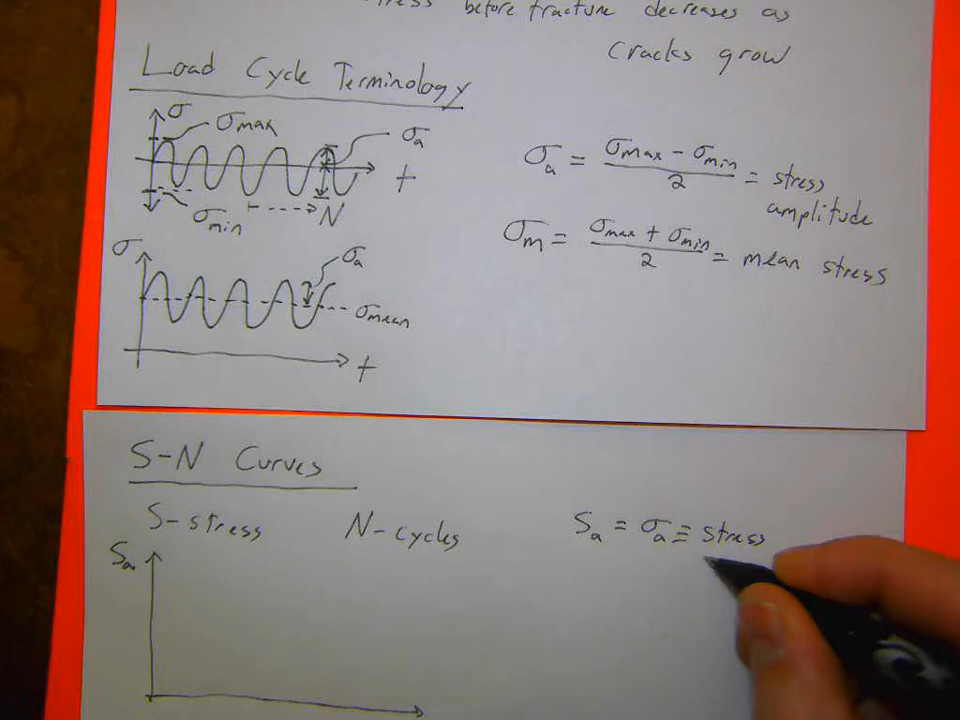 stress before fracture decreases as
cracks grow
Load Cycle Terminology
σ
σmax
σa
t
σmin
N
σa = σmax - σmin / 2 = stress
amplitude
σm = σmax + σmin / 2 = mean stress
σ
σa
σmean
t
S-N Curves
S-stress N-cycles Sa = σa ≡ stress
Sa